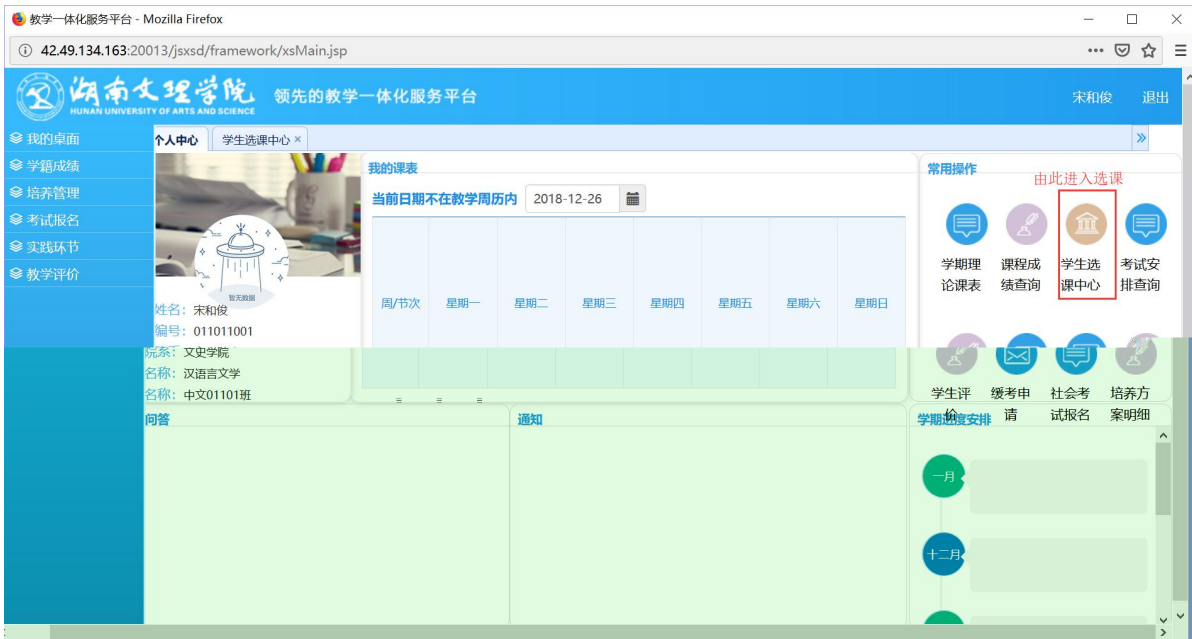 教学一体化服务平台 - Mozilla Firefox
42.49.134.163:20013/jsxsd/framework/xsMain.jsp
湖南文理学院
HUNAN UNIVERSITY OF ARTS AND SCIENCE
领先的教学一体化服务平台
宋和俊 退出
我的桌面
学籍成绩
培养管理
考试报名
实践环节
教学评价
个人中心 学生选课中心 ×
暂无数据
姓名：宋和俊
编号：011011001
院系：文史学院
名称：汉语言文学
名称：中文01101班
我的课表
当前日期不在教学周历内 2018-12-26
周/节次 星期一 星期二 星期三 星期四 星期五 星期六 星期日
常用操作
由此进入选课
学期理论课表
课程成绩查询
学生选课中心
考试安排查询
学生评价
缓考申请
社会考试报名
培养方案明细
问答
通知
学期进度安排
一月
十二月